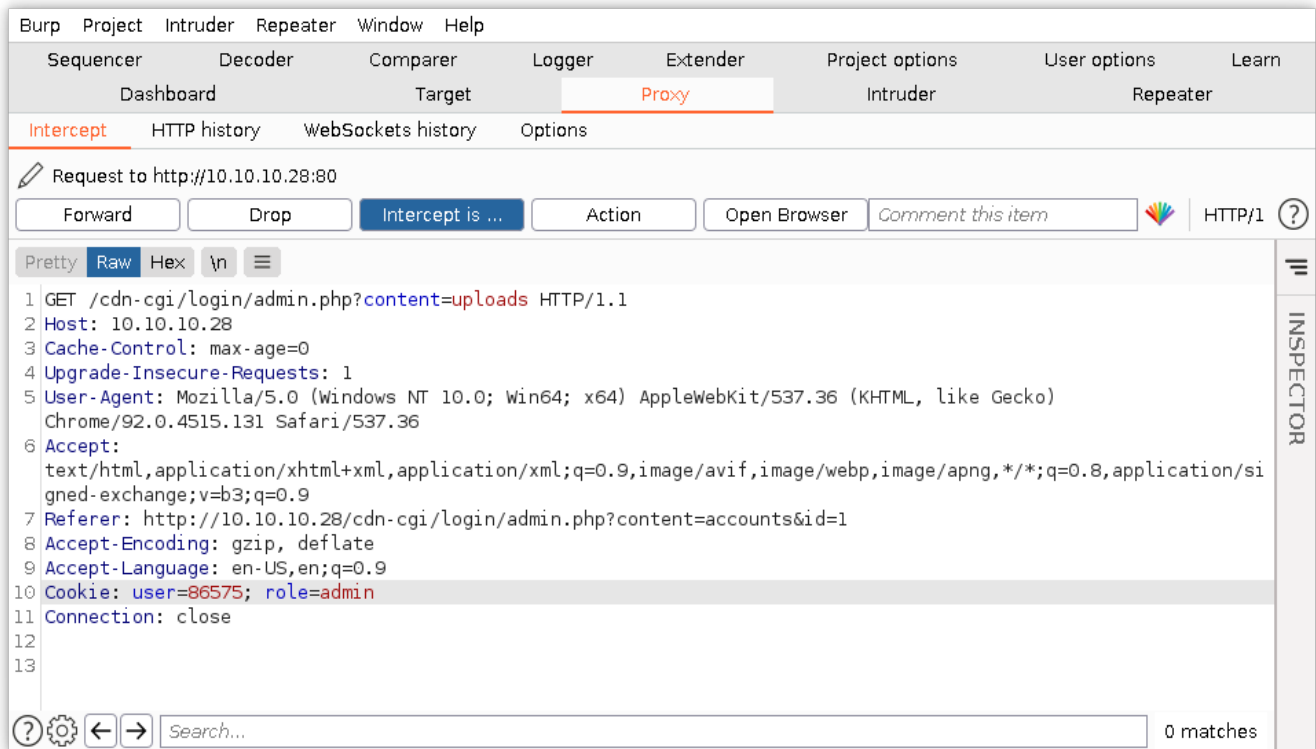 Burp Project Intruder Repeater Window Help
Sequencer Decoder Comparer Logger Extender Project options User options Learn
Dashboard Target Proxy Intruder Repeater
Intercept HTTP history WebSockets history Options
Request to http://10.10.10.28:80
Forward Drop Intercept is ... Action Open Browser Comment this item HTTP/1 ?
Pretty Raw Hex \n
INSPECTOR
1 GET /cdn-cgi/login/admin.php?content=uploads HTTP/1.1
2 Host: 10.10.10.28
3 Cache-Control: max-age=0
4 Upgrade-Insecure-Requests: 1
5 User-Agent: Mozilla/5.0 (Windows NT 10.0; Win64; x64) AppleWebKit/537.36 (KHTML, like Gecko)
Chrome/92.0.4515.131 Safari/537.36
6 Accept:
text/html,application/xhtml+xml,application/xml;q=0.9,image/avif,image/webp,image/apng,*/*;q=0.8,application/si
gned-exchange;v=b3;q=0.9
7 Referer: http://10.10.10.28/cdn-cgi/login/admin.php?content=accounts&id=1
8 Accept-Encoding: gzip, deflate
9 Accept-Language: en-US,en;q=0.9
10 Cookie: user=86575; role=admin
11 Connection: close
12
13
? Search... 0 matches